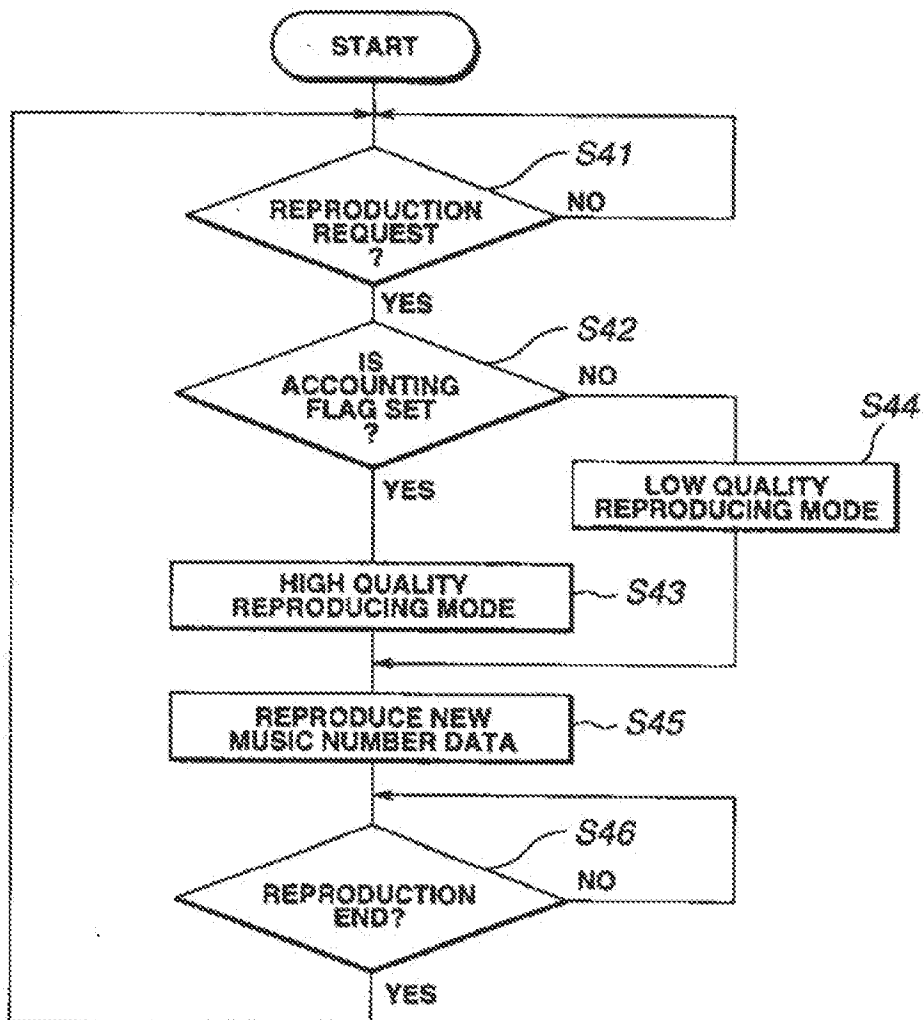 START
S41
REPRODUCTION
REQUEST
?
NO
YES
S42
IS
ACCOUNTING
FLAG SET
?
NO
S44
YES
LOW QUALITY
REPRODUCING MODE
HIGH QUALITY
REPRODUCING MODE
S43
REPRODUCE NEW
MUSIC NUMBER DATA
S45
S46
REPRODUCTION
END?
NO
YES